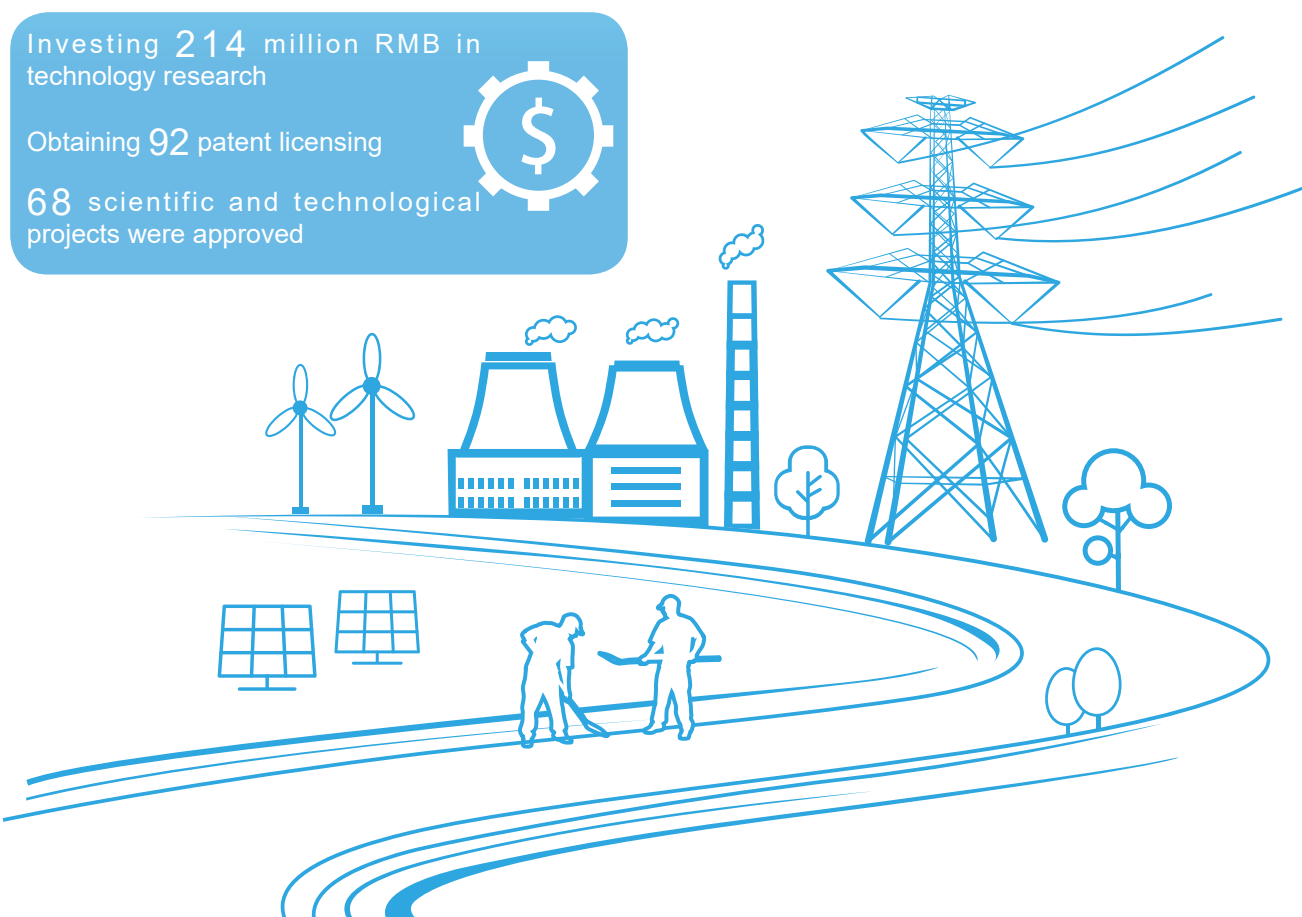 Investing 214 million RMB in
technology research
Obtaining 92 patent licensing
68 scientific and technological
projects were approved
$